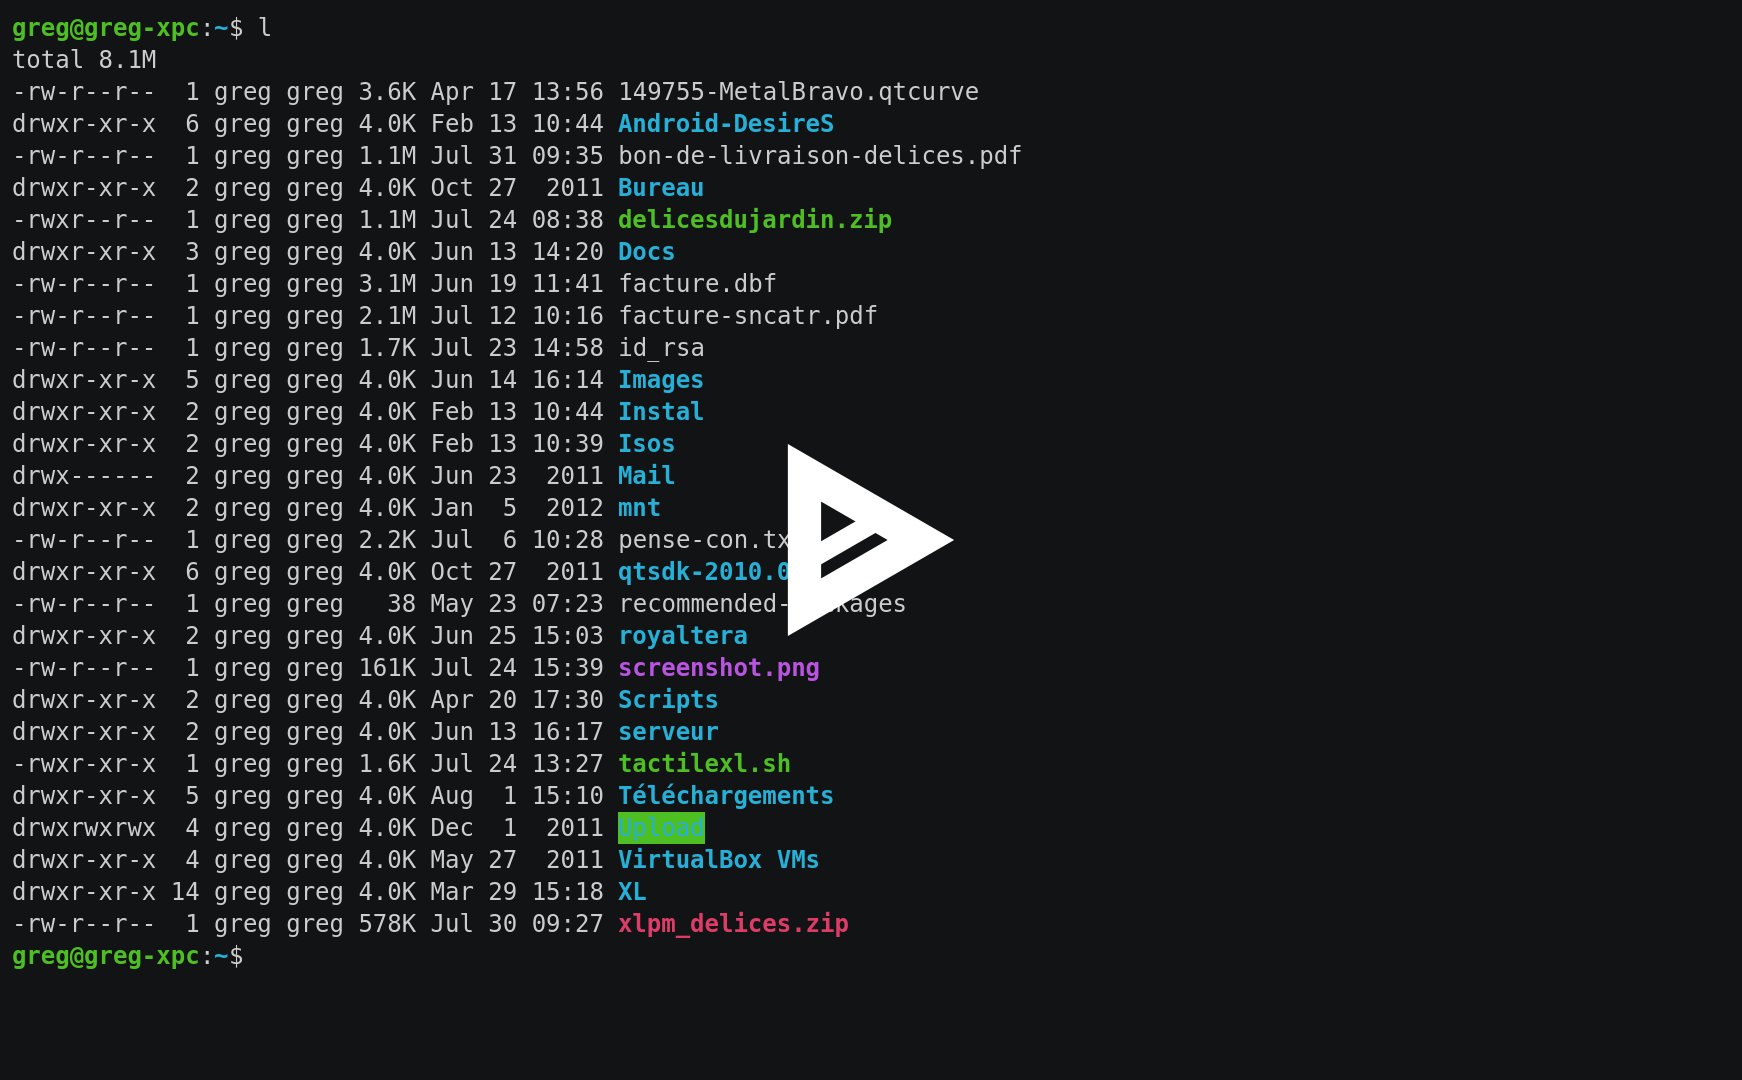 greg@greg-xpc:~$ l
total 8.1M
-rw-r--r--  1 greg greg 3.6K Apr 17 13:56 149755-MetalBravo.qtcurve
drwxr-xr-x  6 greg greg 4.0K Feb 13 10:44 Android-DesireS
-rw-r--r--  1 greg greg 1.1M Jul 31 09:35 bon-de-livraison-delices.pdf
drwxr-xr-x  2 greg greg 4.0K Oct 27  2011 Bureau
-rwxr--r--  1 greg greg 1.1M Jul 24 08:38 delicesdujardin.zip
drwxr-xr-x  3 greg greg 4.0K Jun 13 14:20 Docs
-rw-r--r--  1 greg greg 3.1M Jun 19 11:41 facture.dbf
-rw-r--r--  1 greg greg 2.1M Jul 12 10:16 facture-sncatr.pdf
-rw-r--r--  1 greg greg 1.7K Jul 23 14:58 id_rsa
drwxr-xr-x  5 greg greg 4.0K Jun 14 16:14 Images
drwxr-xr-x  2 greg greg 4.0K Feb 13 10:44 Instal
drwxr-xr-x  2 greg greg 4.0K Feb 13 10:39 Isos
drwx------  2 greg greg 4.0K Jun 23  2011 Mail
drwxr-xr-x  2 greg greg 4.0K Jan  5  2012 mnt
-rw-r--r--  1 greg greg 2.2K Jul  6 10:28 pense-con.tx
drwxr-xr-x  6 greg greg 4.0K Oct 27  2011 qtsdk-2010.0
-rw-r--r--  1 greg greg   38 May 23 07:23 recommended-packages
drwxr-xr-x  2 greg greg 4.0K Jun 25 15:03 royaltera
-rw-r--r--  1 greg greg 161K Jul 24 15:39 screenshot.png
drwxr-xr-x  2 greg greg 4.0K Apr 20 17:30 Scripts
drwxr-xr-x  2 greg greg 4.0K Jun 13 16:17 serveur
-rwxr-xr-x  1 greg greg 1.6K Jul 24 13:27 tactilexl.sh
drwxr-xr-x  5 greg greg 4.0K Aug  1 15:10 Téléchargements
drwxrwxrwx  4 greg greg 4.0K Dec  1  2011 Upload
drwxr-xr-x  4 greg greg 4.0K May 27  2011 VirtualBox VMs
drwxr-xr-x 14 greg greg 4.0K Mar 29 15:18 XL
-rw-r--r--  1 greg greg 578K Jul 30 09:27 xlpm_delices.zip
greg@greg-xpc:~$